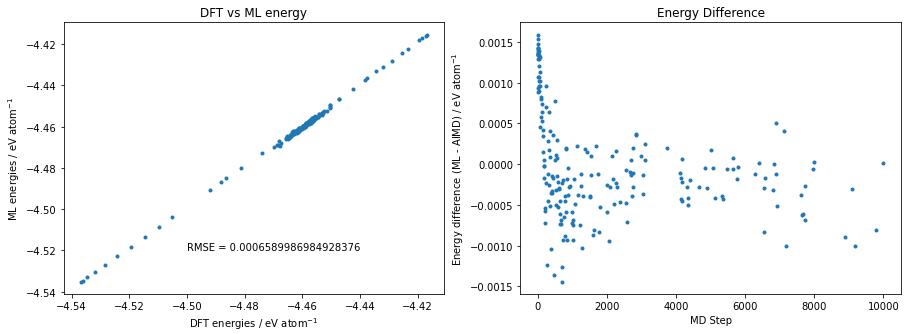 DFT vs ML energy
ML energies / eV atom⁻¹
−4.42
−4.44
−4.46
−4.48
−4.50
−4.52
−4.54
RMSE = 0.0006589986984928376
−4.54 −4.52 −4.50 −4.48 −4.46 −4.44 −4.42
DFT energies / eV atom⁻¹
Energy Difference
Energy difference (ML - AIMD) / eV atom⁻¹
0.0015
0.0010
0.0005
0.0000
−0.0005
−0.0010
−0.0015
0 2000 4000 6000 8000 10000
MD Step